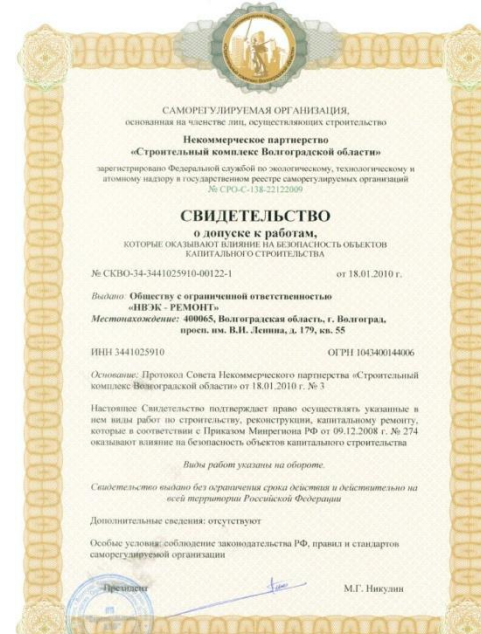 САМОРЕГУЛИРУЕМАЯ ОРГАНИЗАЦИЯ,
основанная на членстве лиц, осуществляющих строительство
Некоммерческое партнерство
«Строительный комплекс Волгоградской области»
зарегистрировано Федеральной службой по экологическому, технологическому и
атомному надзору в государственном реестре саморегулируемых организаций
№ СРО-С-138-22122009
СВИДЕТЕЛЬСТВО
о допуске к работам,
КОТОРЫЕ ОКАЗЫВАЮТ ВЛИЯНИЕ НА БЕЗОПАСНОСТЬ ОБЪЕКТОВ
КАПИТАЛЬНОГО СТРОИТЕЛЬСТВА
№ СКВО-34-3441025910-00122-1 от 18.01.2010 г.
Выдано: Обществу с ограниченной ответственностью
«НВЭК - РЕМОНТ»
Местонахождение: 400065, Волгоградская область, г. Волгоград,
просп. им. В.И. Ленина, д. 179, кв. 55
ИНН 3441025910 ОГРН 1043400144006
Основание: Протокол Совета Некоммерческого партнерства «Строительный
комплекс Волгоградской области» от 18.01.2010 г. № 3
Настоящее Свидетельство подтверждает право осуществлять указанные в
нем виды работ по строительству, реконструкции, капитальному ремонту,
которые в соответствии с Приказом Минрегиона РФ от 09.12.2008 г. № 274
оказывают влияние на безопасность объектов капитального строительства
Виды работ указаны на обороте.
Свидетельство выдано без ограничения срока действия и действительно на
всей территории Российской Федерации
Дополнительные сведения: отсутствуют
Особые условия: соблюдение законодательства РФ, правил и стандартов
саморегулируемой организации
Президент М.Г. Никулин